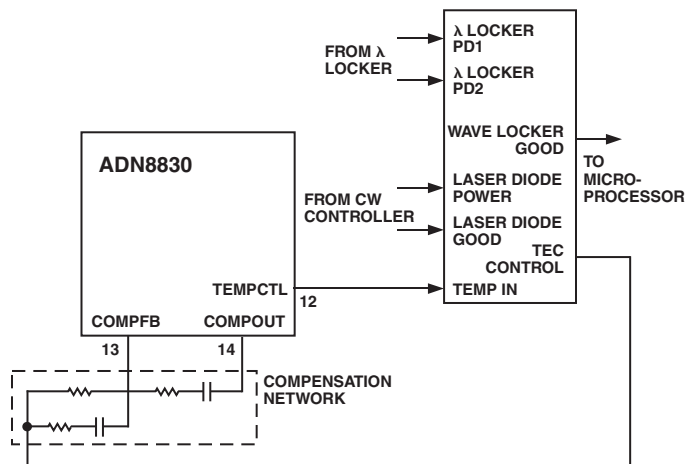 FROM λ
LOCKER
λ LOCKER
PD1
λ LOCKER
PD2
WAVE LOCKER
GOOD
TO
MICRO-
PROCESSOR
FROM CW
CONTROLLER
LASER DIODE
POWER
LASER DIODE
GOOD
TEC
CONTROL
TEMP IN
ADN8830
TEMPCTL
12
COMPFB
COMPOUT
13
14
COMPENSATION
NETWORK